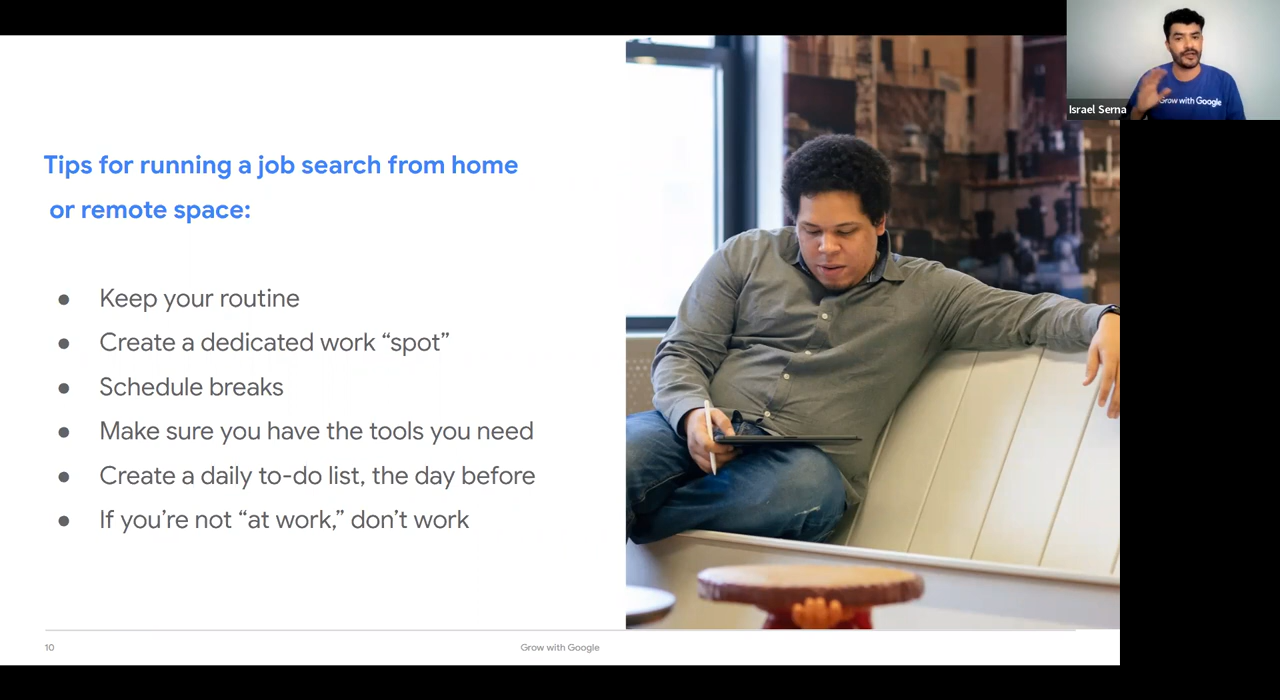 Israel Serna
Grow with Google
Tips for running a job search from home
or remote space:
● Keep your routine
● Create a dedicated work “spot”
● Schedule breaks
● Make sure you have the tools you need
● Create a daily to-do list, the day before
● If you’re not “at work,” don’t work
10
Grow with Google